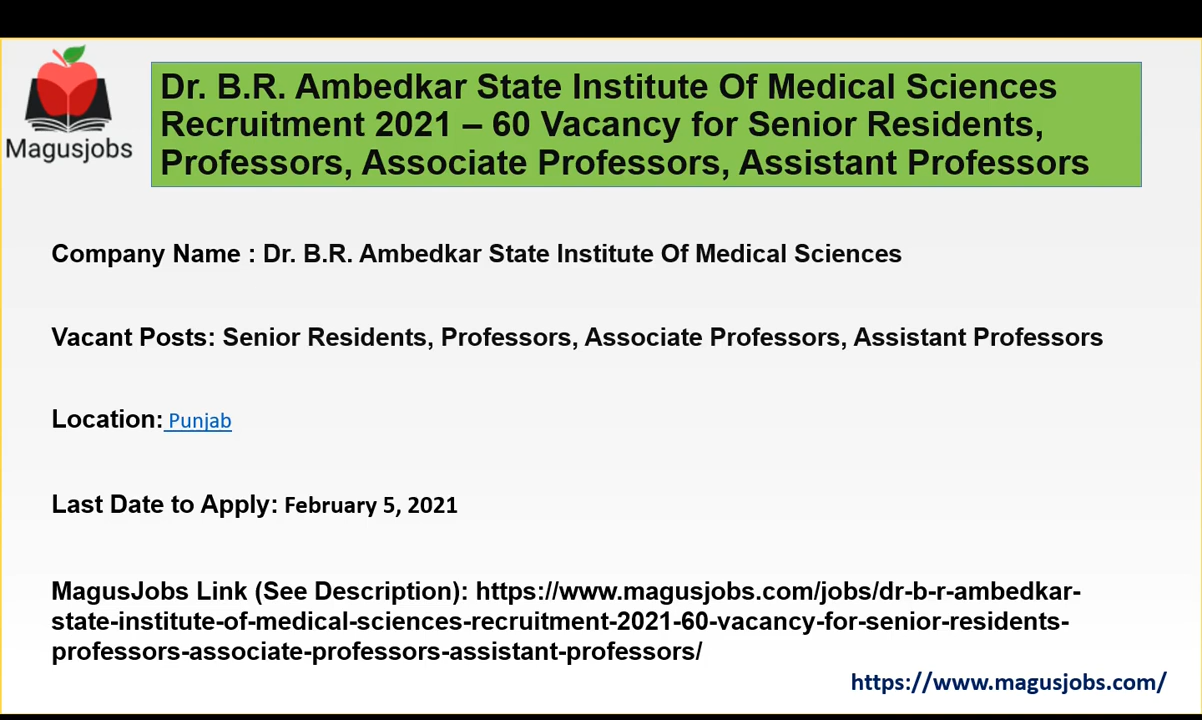 Magusjobs
Dr. B.R. Ambedkar State Institute Of Medical Sciences
Recruitment 2021 – 60 Vacancy for Senior Residents,
Professors, Associate Professors, Assistant Professors
Company Name : Dr. B.R. Ambedkar State Institute Of Medical Sciences
Vacant Posts: Senior Residents, Professors, Associate Professors, Assistant Professors
Location: Punjab
Last Date to Apply: February 5, 2021
MagusJobs Link (See Description): https://www.magusjobs.com/jobs/dr-b-r-ambedkar-
state-institute-of-medical-sciences-recruitment-2021-60-vacancy-for-senior-residents-
professors-associate-professors-assistant-professors/
https://www.magusjobs.com/